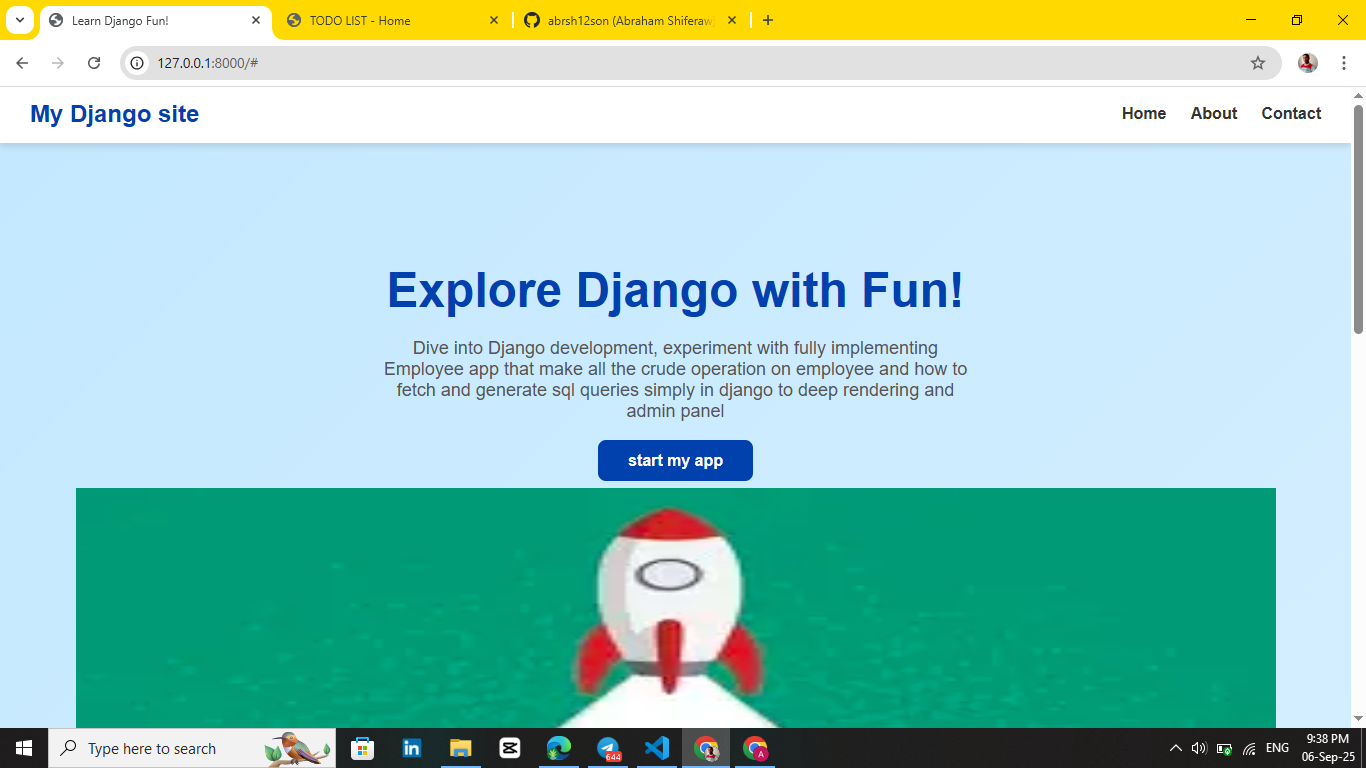 Learn Django Fun!
TODO LIST - Home
abrsh12son (Abraham Shiferaw
127.0.0.1:8000/#
My Django site
Home About Contact
Explore Django with Fun!
Dive into Django development, experiment with fully implementing
Employee app that make all the crude operation on employee and how to
fetch and generate sql queries simply in django to deep rendering and
admin panel
start my app
Type here to search
644
A
ENG
9:38 PM
06-Sep-25